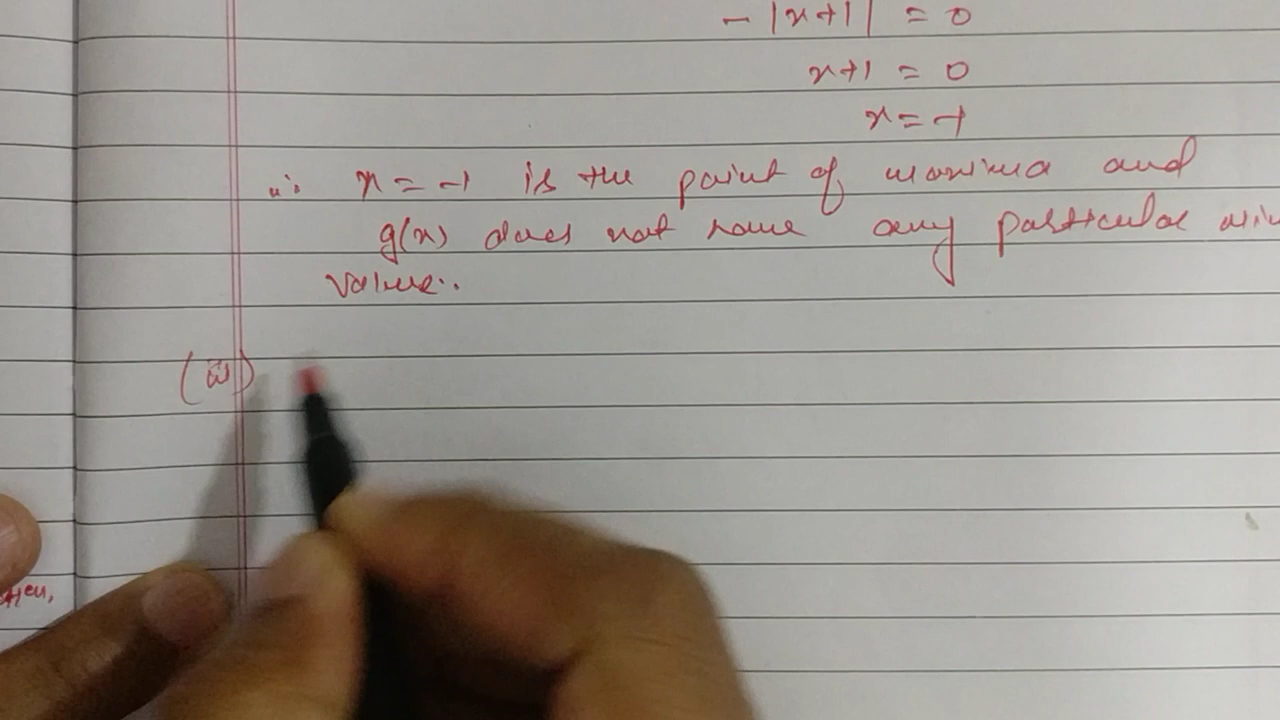 - |x+1| = 0
x+1 = 0
x = -1
∴ x = -1 is the point of maxima and
g(x) does not have any particular
value.
(iii)